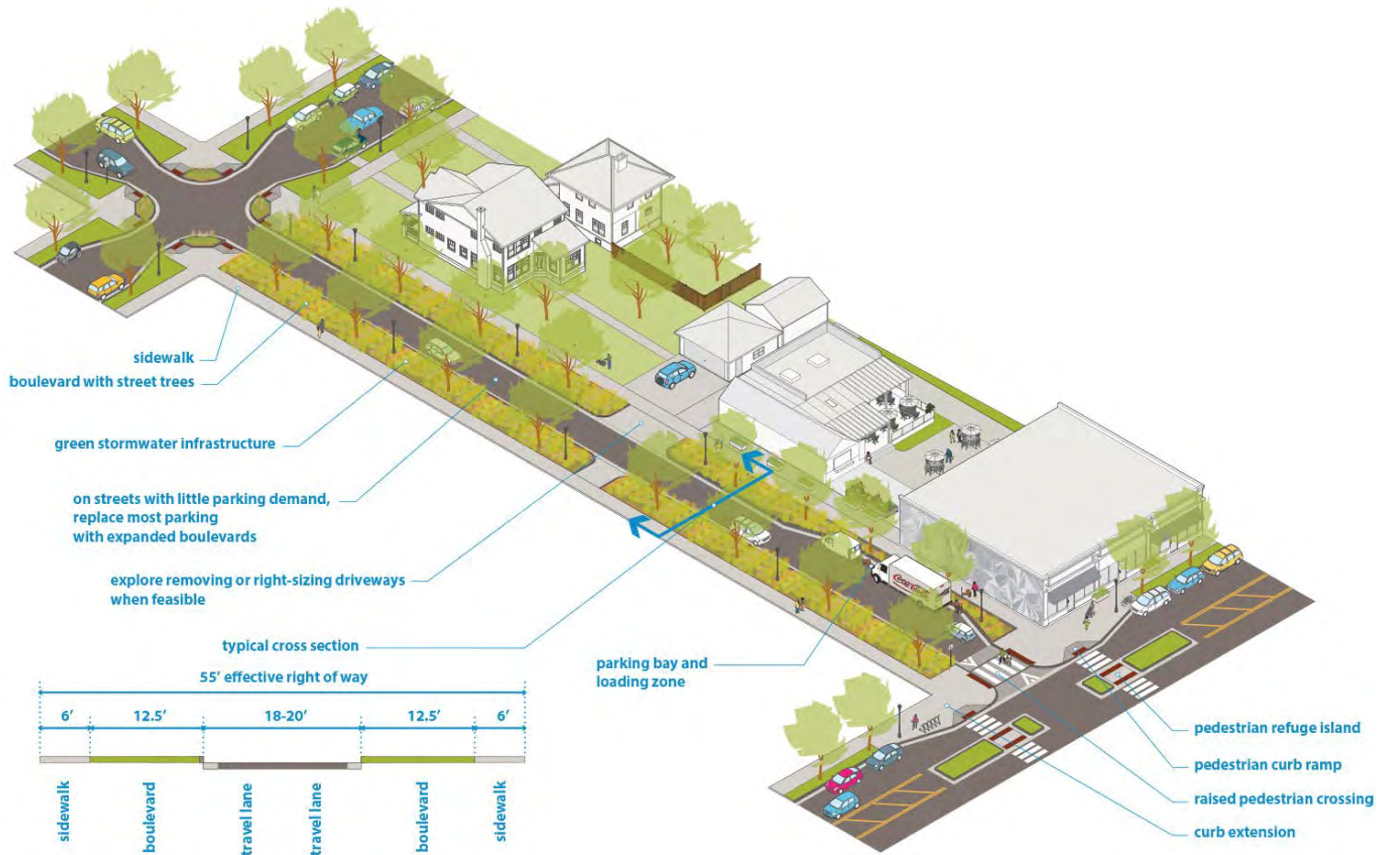 sidewalk
boulevard with street trees
green stormwater infrastructure
on streets with little parking demand,
replace most parking
with expanded boulevards
explore removing or right-sizing driveways
when feasible
typical cross section
parking bay and
loading zone
55′ effective right of way
6′
12.5′
18-20′
12.5′
6′
sidewalk
boulevard
travel lane
travel lane
boulevard
sidewalk
pedestrian refuge island
pedestrian curb ramp
raised pedestrian crossing
curb extension